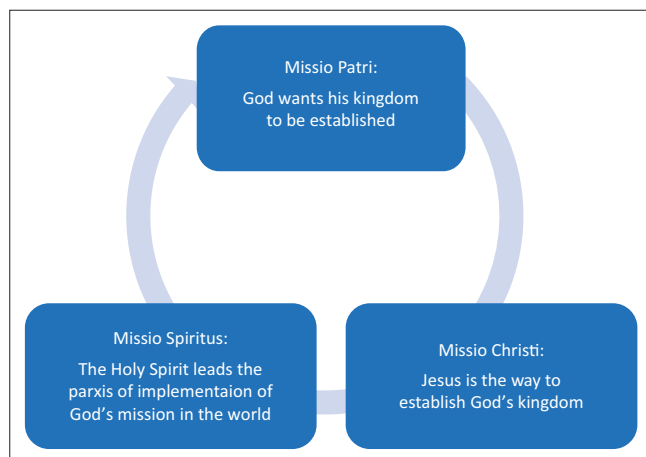 Missio Patri:
God wants his kingdom
to be established
Missio Christi:
Jesus is the way to
establish God's kingdom
Missio Spiritus:
The Holy Spirit leads the
parxis of implementaion of
God's mission in the world